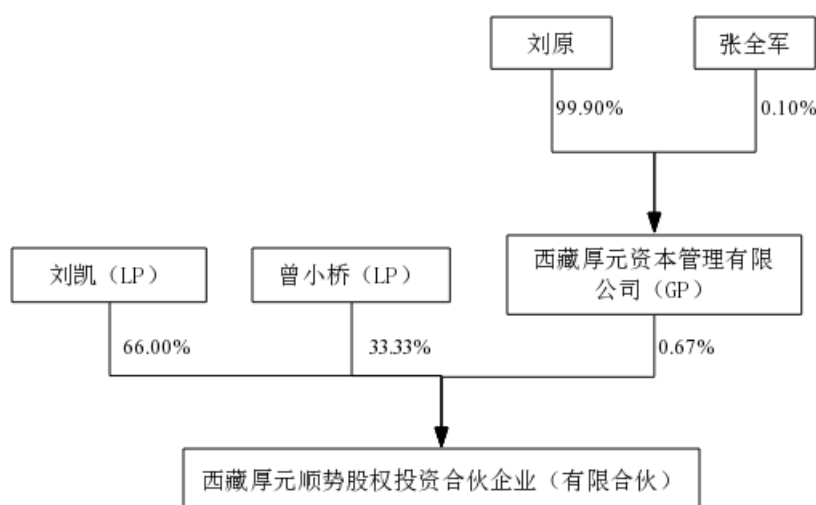 刘原
张全军
99.90%
0.10%
刘凯（LP）
曾小桥（LP）
西藏厚元资本管理有限
公司（GP）
66.00%
33.33%
0.67%
西藏厚元顺势股权投资合伙企业（有限合伙）